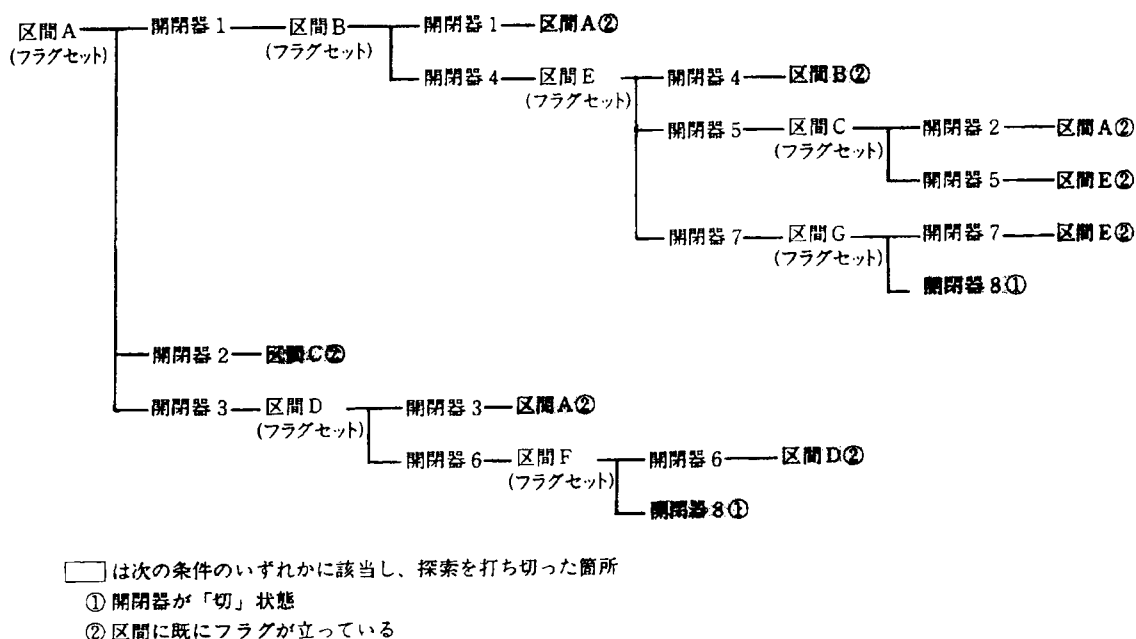 区間A 開閉器1 区間B 開閉器1 区間A②
(フラグセット) (フラグセット)
開閉器4 区間E 開閉器4 区間B②
(フラグセット)
開閉器5 区間C 開閉器2 区間A②
(フラグセット)
開閉器5 区間E②
開閉器7 区間G 開閉器7 区間E②
(フラグセット)
開閉器8①
開閉器2 区間C②
開閉器3 区間D 開閉器3 区間A②
(フラグセット)
開閉器6 区間F 開閉器6 区間D②
(フラグセット)
開閉器8①
は次の条件のいずれかに該当し、探索を打ち切った箇所
① 開閉器が「切」状態
② 区間に既にフラグが立っている